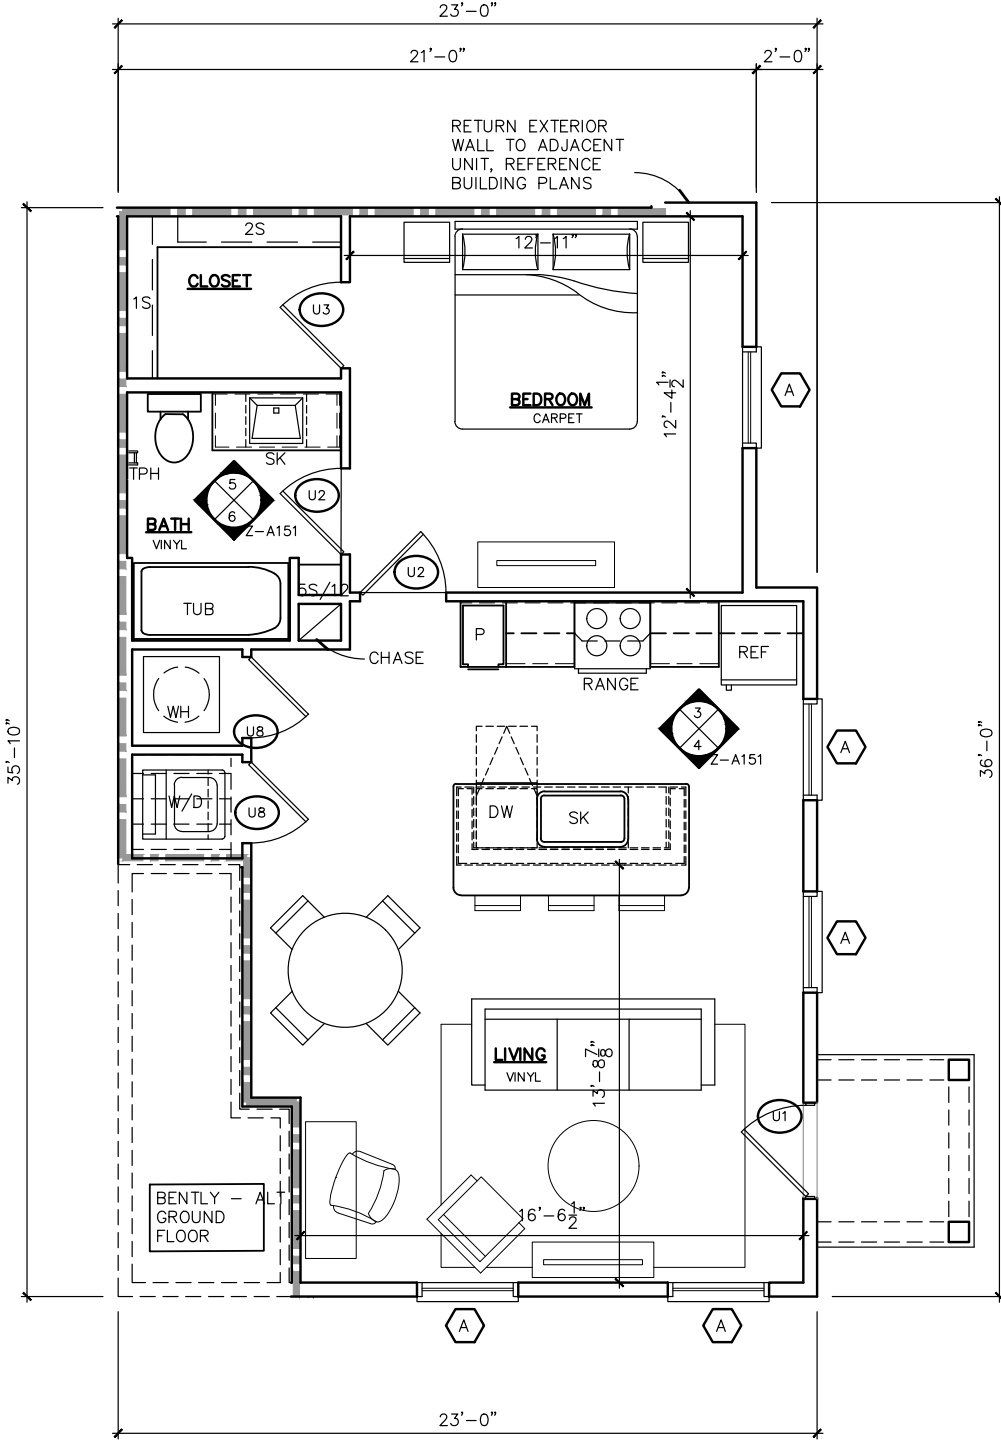 23'-0"
21'-0"
2'-0"
RETURN EXTERIOR
WALL TO ADJACENT
UNIT, REFERENCE
BUILDING PLANS
2S
12'-11"
CLOSET
1S
U3
A
12'-4 1/2"
BEDROOM
CARPET
SK
TPH
5
6
Z-A151
U2
BATH
VINYL
U2
5S/12
TUB
P
CHASE
RANGE
REF
WH
U8
3
4
Z-A151
A
35'-10"
36'-0"
W/D
U8
DW
SK
A
LIVING
VINYL
13'-8 7/8"
U1
BENTLY - ALT
GROUND
FLOOR
16'-6 1/2"
A
A
23'-0"